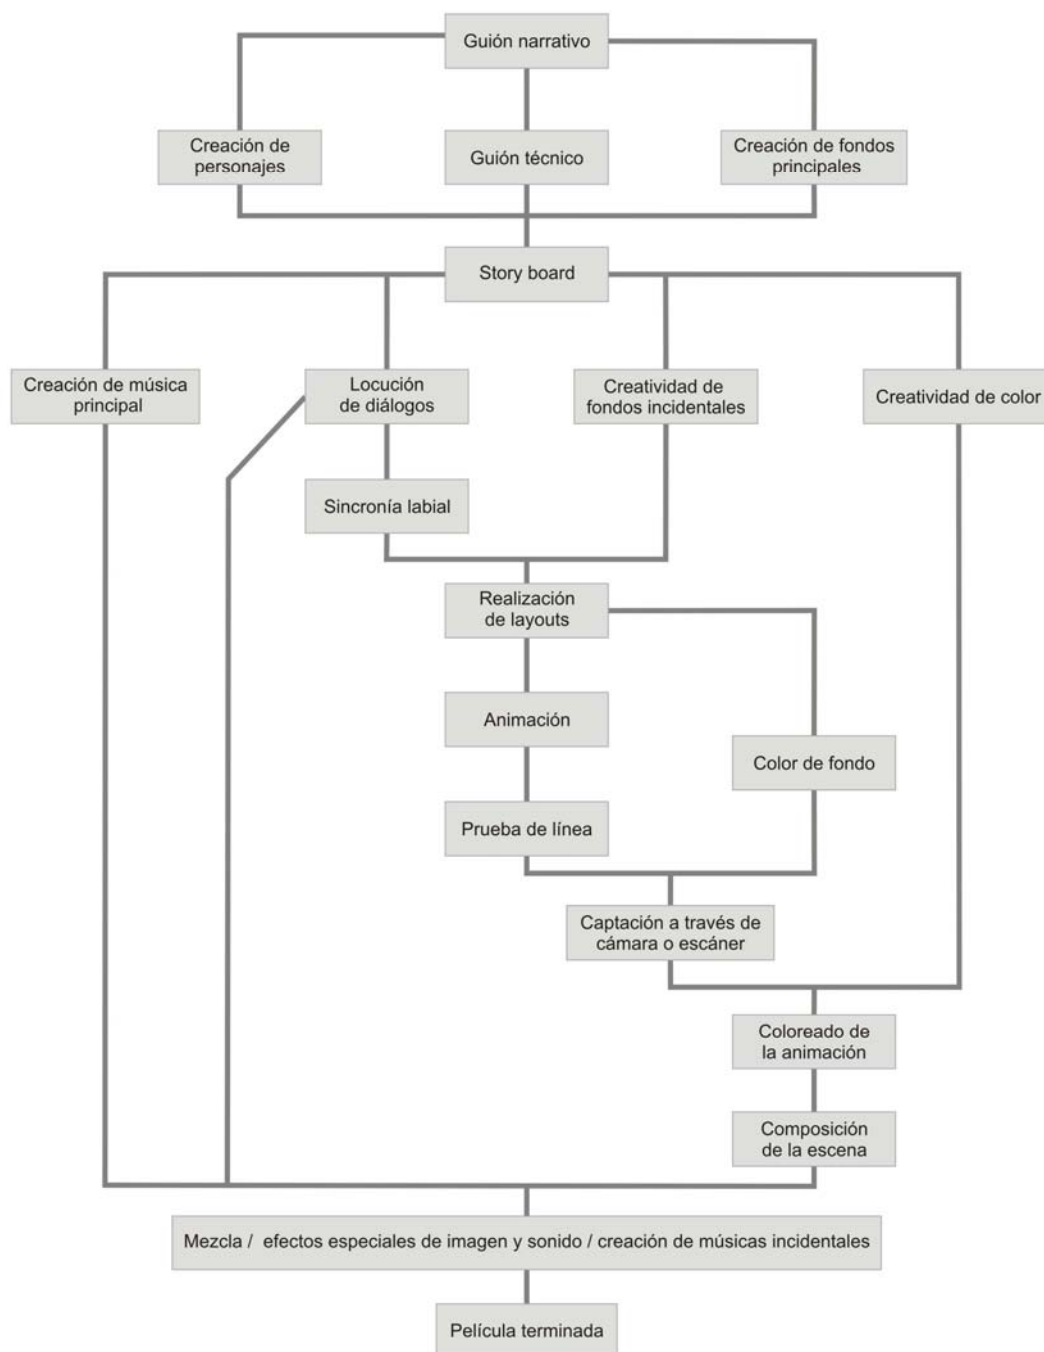 Guión narrativo
Creación de
personajes
Guión técnico
Creación de fondos
principales
Story board
Creación de música
principal
Locución
de diálogos
Creatividad de
fondos incidentales
Creatividad de color
Sincronía labial
Realización
de layouts
Animación
Color de fondo
Prueba de línea
Captación a través de
cámara o escáner
Coloreado de
la animación
Composición
de la escena
Mezcla / efectos especiales de imagen y sonido / creación de músicas incidentales
Película terminada